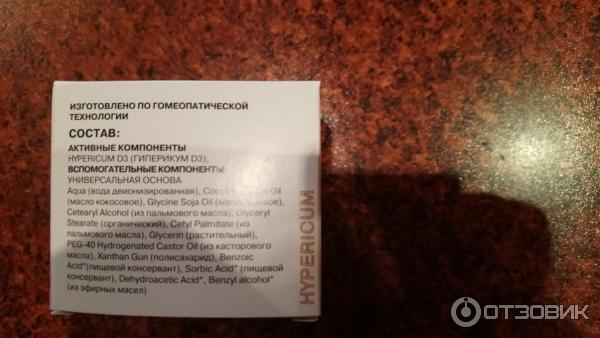 ИЗГОТОВЛЕНО ПО ГОМЕОПАТИЧЕСКОЙ
ТЕХНОЛОГИИ
СОСТАВ:
АКТИВНЫЕ КОМПОНЕНТЫ
HYPERICUM D3 (ГИПЕРИКУМ D3),
ВСПОМОГАТЕЛЬНЫЕ КОМПОНЕНТЫ
УНИВЕРСАЛЬНАЯ ОСНОВА
Aqua (вода деионизированная), Oil
(масло кокосовое), Glycine Soja Oil
Cetearyl Alcohol (из пальмового масла), Glyceryl
Stearate (органический), Cetyl Palmitate (из
пальмового масла), Glycerin (растительный),
PEG-40 Hydrogenated Castor Oil (из касторового
масла), Xanthan Gun (полисахарид), Benzoic
Acid*(пищевой консервант), Sorbic Acid* (пищевой
консервант), Dehydroacetic Acid*, Benzyl alcohol*
(из эфирных масел)
HYPERICUM
ОТЗОВИК